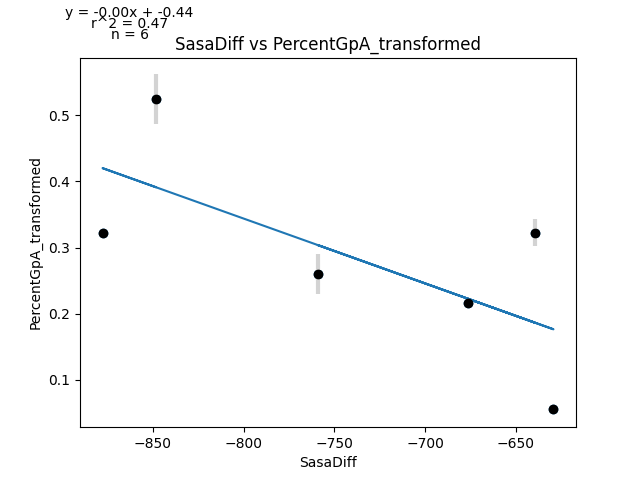 y = -0.00x + -0.44
r^2 = 0.47
n = 6
SasaDiff vs PercentGpA_transformed
0.5
0.4
0.3
0.2
0.1
PercentGpA_transformed
−850
−800
−750
−700
−650
SasaDiff